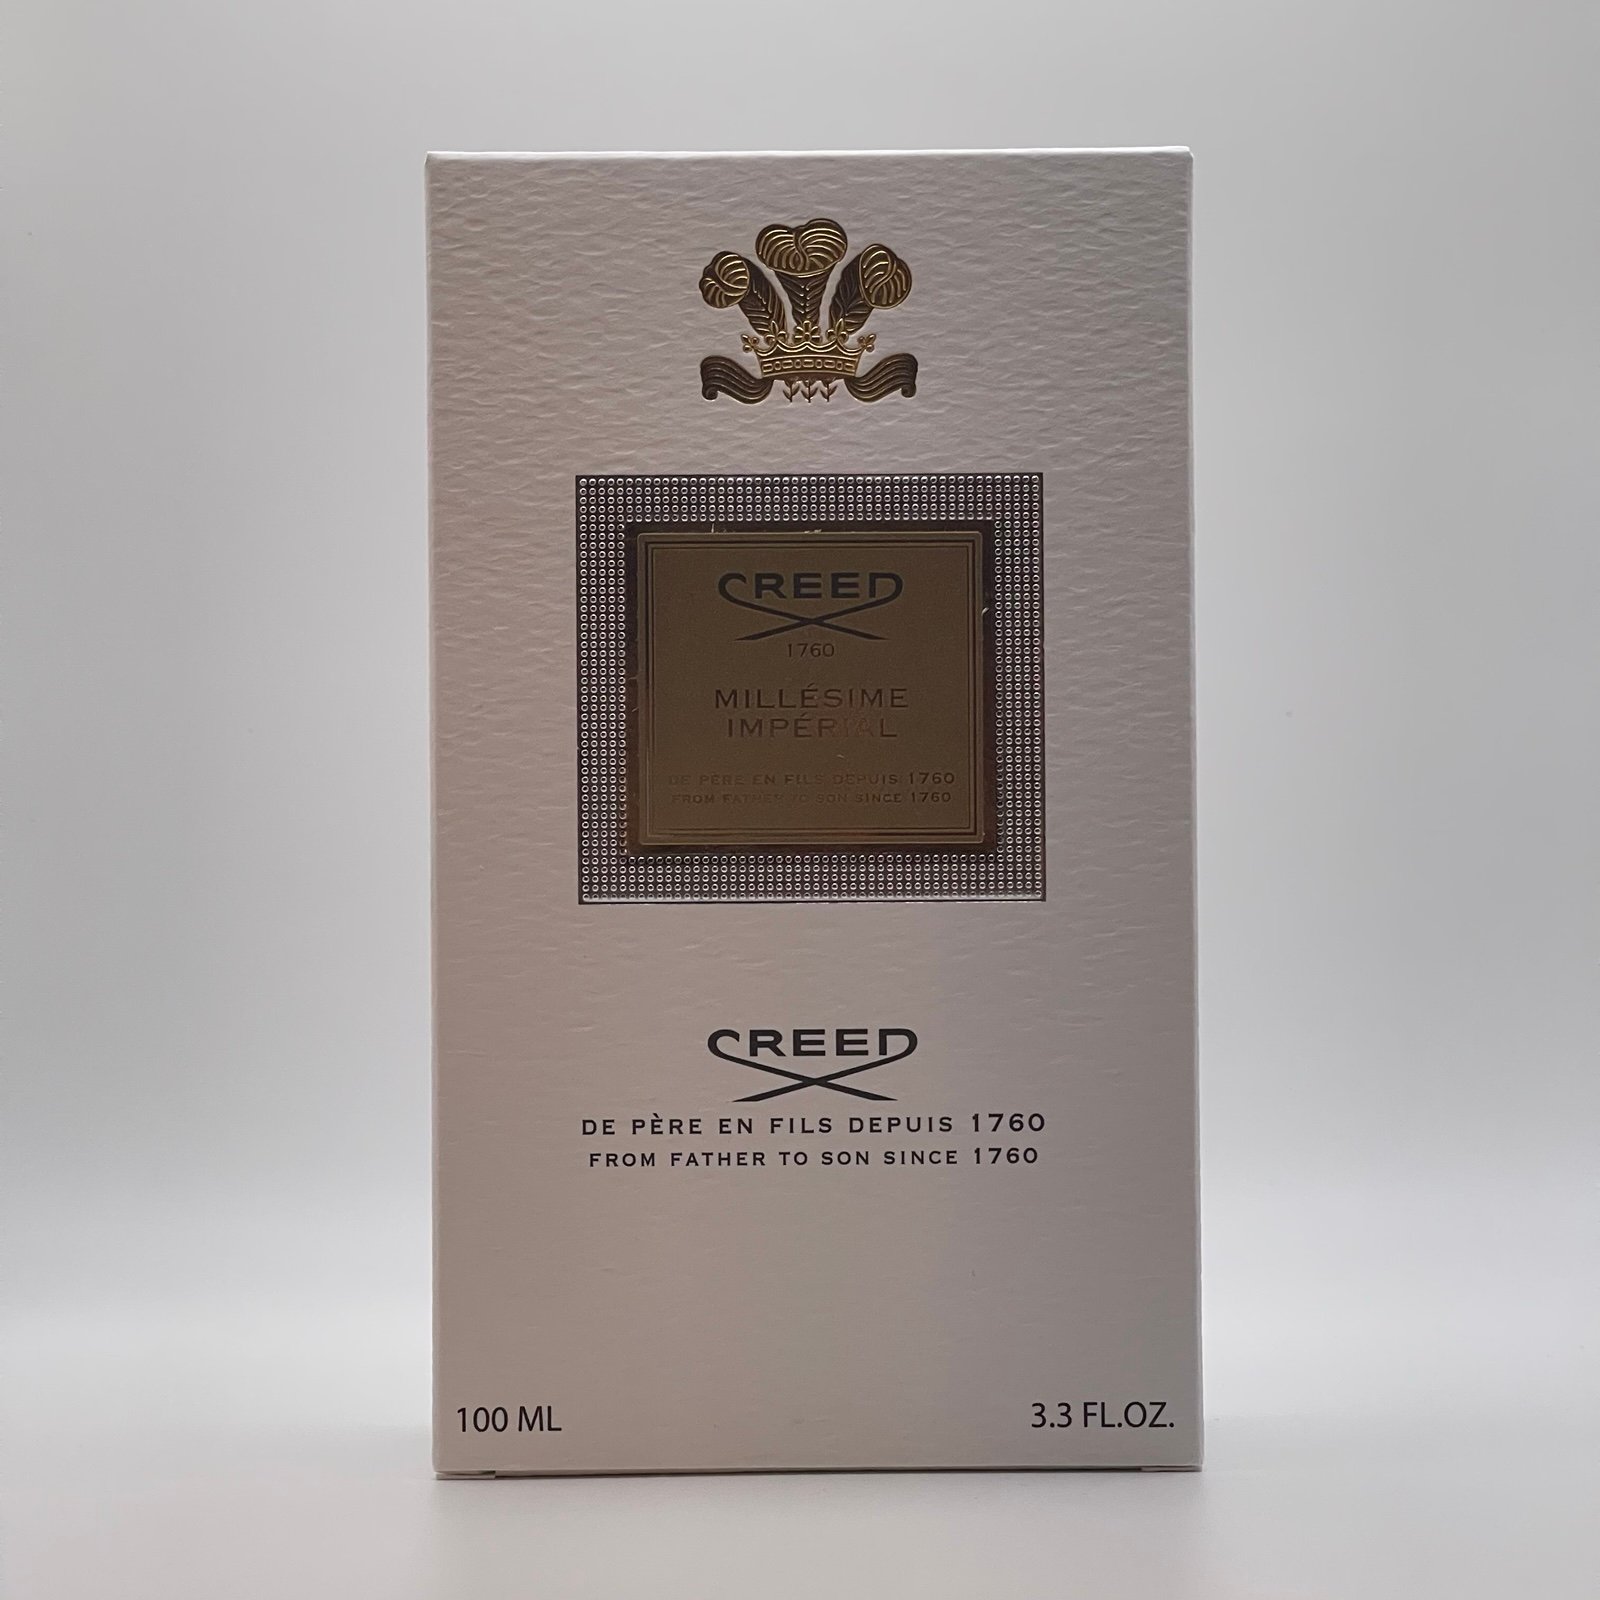 CREED
1760
MILLÉSIME
IMPÉRIAL
DE PÈRE EN FILS DEPUIS 1760
FROM FATHER TO SON SINCE 1760
CREED
DE PÈRE EN FILS DEPUIS 1760
FROM FATHER TO SON SINCE 1760
100 ML
3.3 FL.OZ.